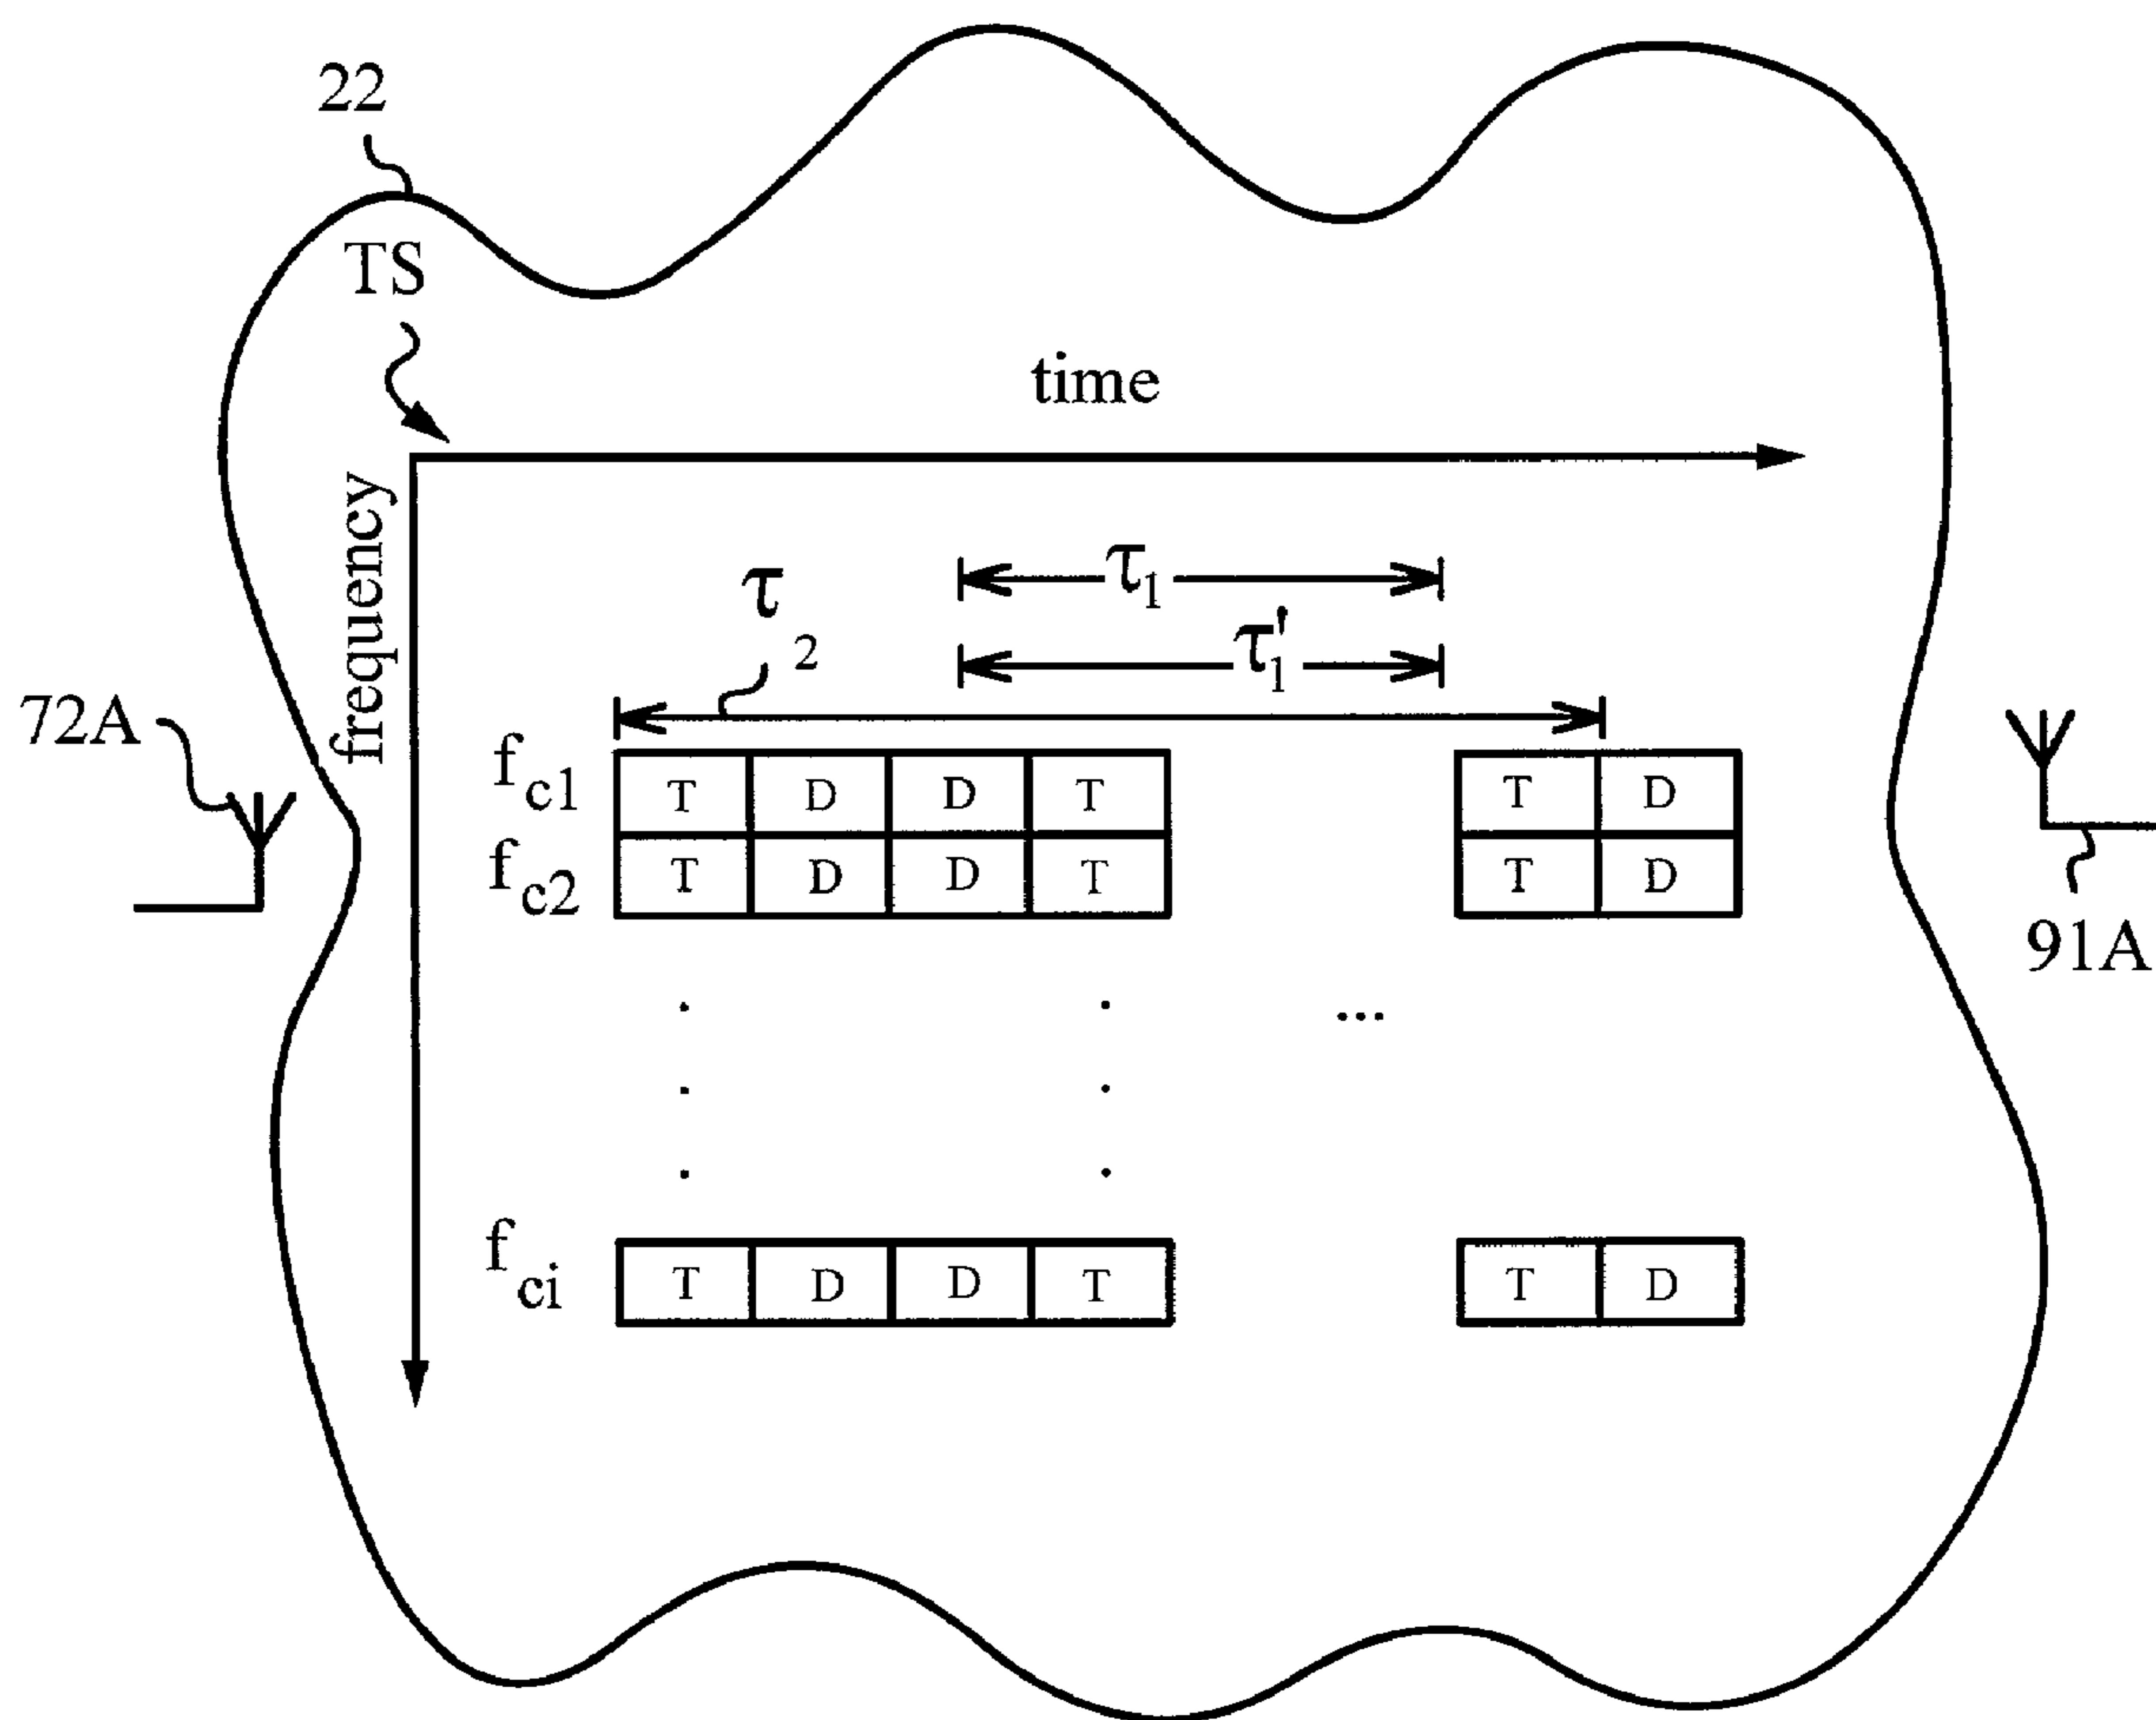 22
TS
time
frequency
τ1
τ2
τ'1
72A
fc1 T D D T T D
fc2 T D D T T D
91A
...
fci T D D T T D